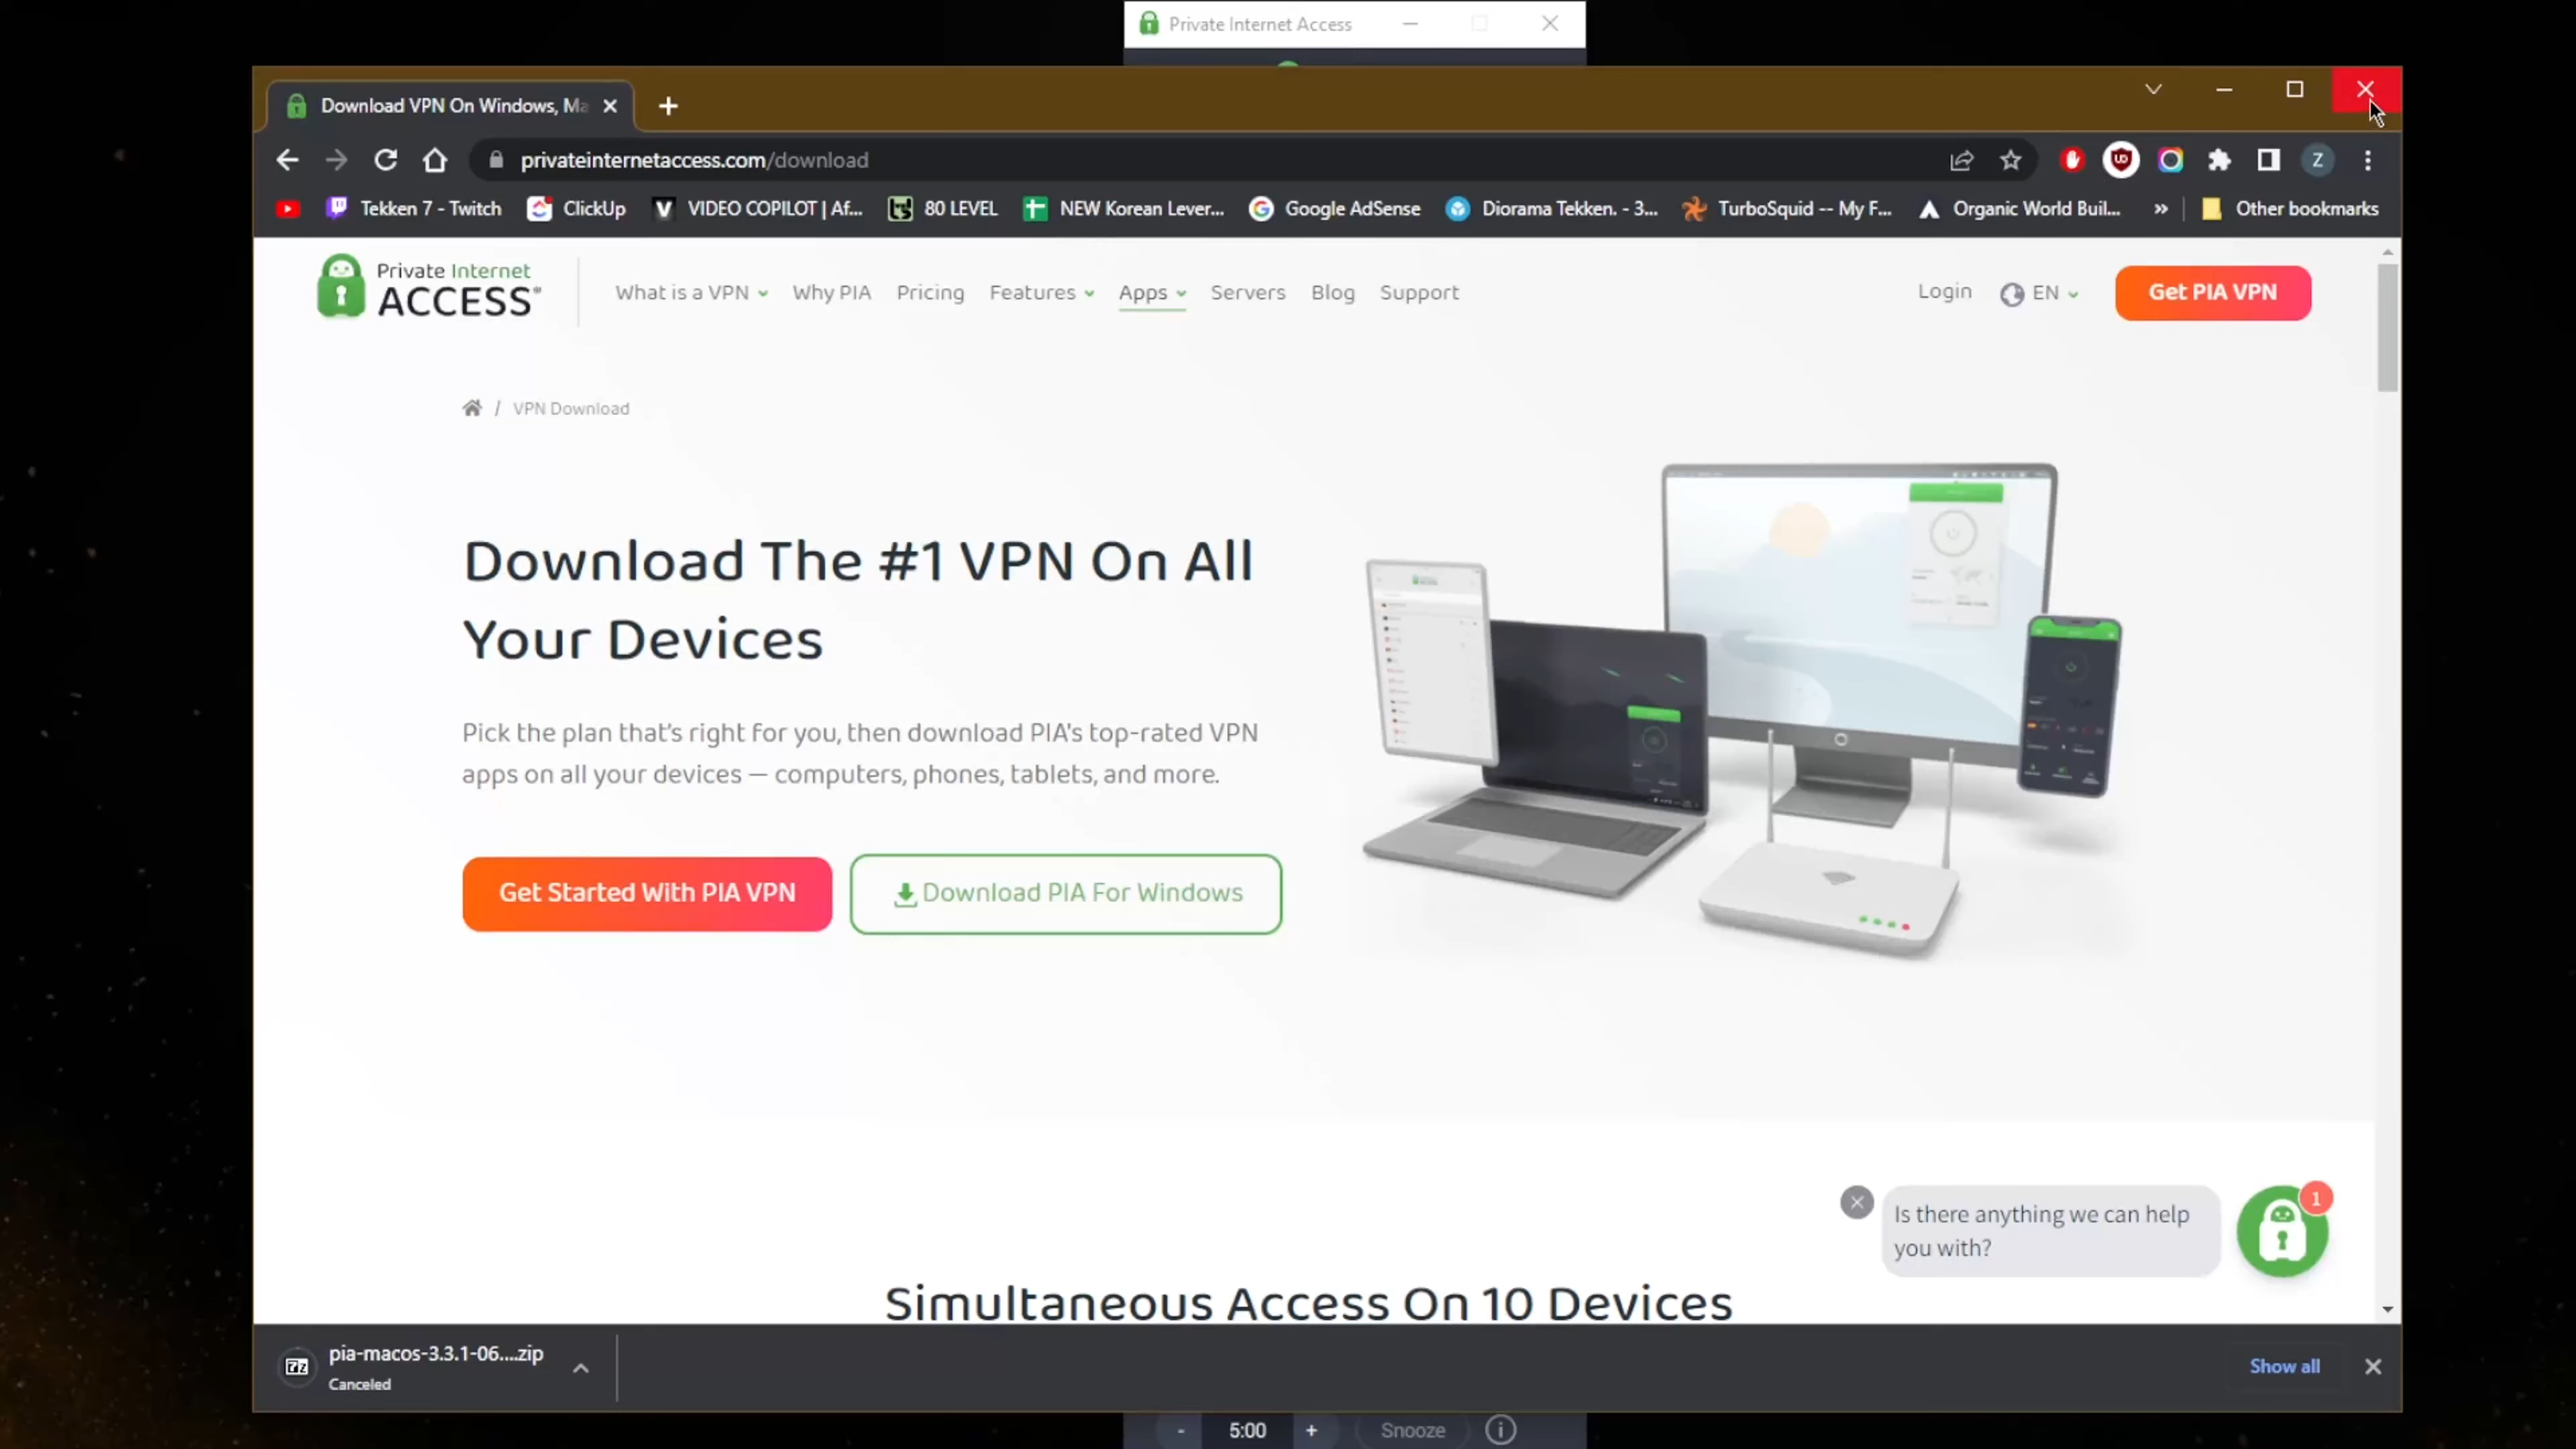 Private Internet Access
Download VPN On Windows, Ma
privateinternetaccess.com/download
Tekken 7 - Twitch
ClickUp
VIDEO COPILOT | Af...
80 LEVEL
NEW Korean Lever...
Google AdSense
Diorama Tekken. - 3...
TurboSquid -- My F...
Organic World Buil...
»
Other bookmarks
Z
Private Internet
ACCESS®
What is a VPN
Why PIA
Pricing
Features
Apps
Servers
Blog
Support
Login
EN
Get PIA VPN
/ VPN Download
Download The #1 VPN On All
Your Devices
Pick the plan that's right for you, then download PIA's top-rated VPN
apps on all your devices — computers, phones, tablets, and more.
Get Started With PIA VPN
Download PIA For Windows
Is there anything we can help
you with?
1
Simultaneous Access On 10 Devices
pia-macos-3.3.1-06....zip
Canceled
Show all
- 5:00 +
Snooze